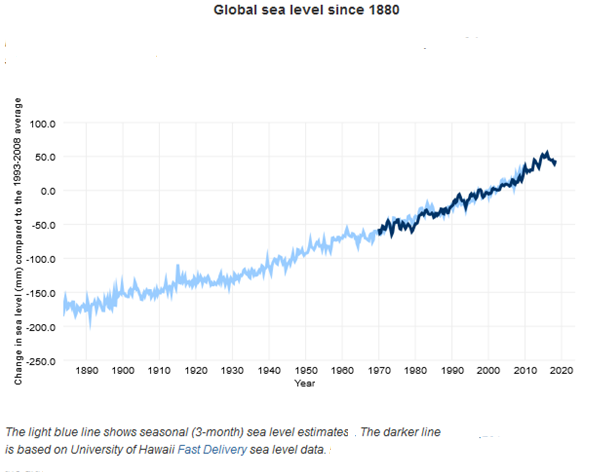 Global sea level since 1880
Change in sea level (mm) compared to the 1993-2008 average
100.0
50.0
0.0
-50.0
-100.0
-150.0
-200.0
-250.0
1890 1900 1910 1920 1930 1940 1950 1960 1970 1980 1990 2000 2010 2020
Year
The light blue line shows seasonal (3-month) sea level estimates . The darker line
is based on University of Hawaii Fast Delivery sea level data.